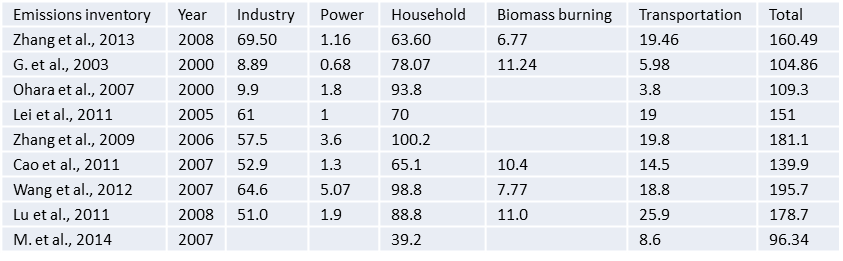 Emissions inventory Year Industry Power Household Biomass burning Transportation Total
Zhang et al., 2013 2008 69.50 1.16 63.60 6.77 19.46 160.49
G. et al., 2003 2000 8.89 0.68 78.07 11.24 5.98 104.86
Ohara et al., 2007 2000 9.9 1.8 93.8 3.8 109.3
Lei et al., 2011 2005 61 1 70 19 151
Zhang et al., 2009 2006 57.5 3.6 100.2 19.8 181.1
Cao et al., 2011 2007 52.9 1.3 65.1 10.4 14.5 139.9
Wang et al., 2012 2007 64.6 5.07 98.8 7.77 18.8 195.7
Lu et al., 2011 2008 51.0 1.9 88.8 11.0 25.9 178.7
M. et al., 2014 2007 39.2 8.6 96.34